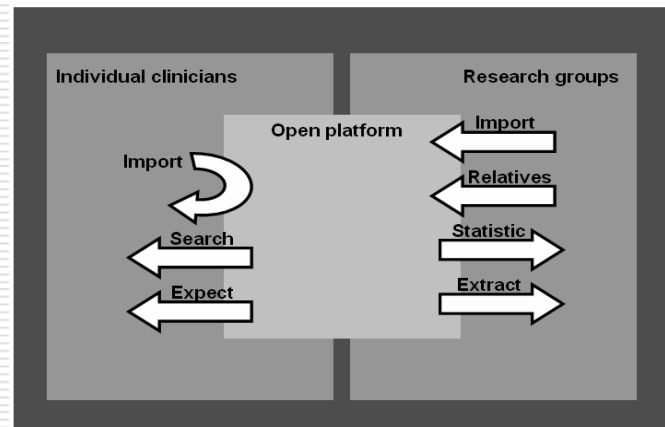 Individual clinicians
Research groups
Open platform
Import
Import
Relatives
Search
Statistic
Expect
Extract